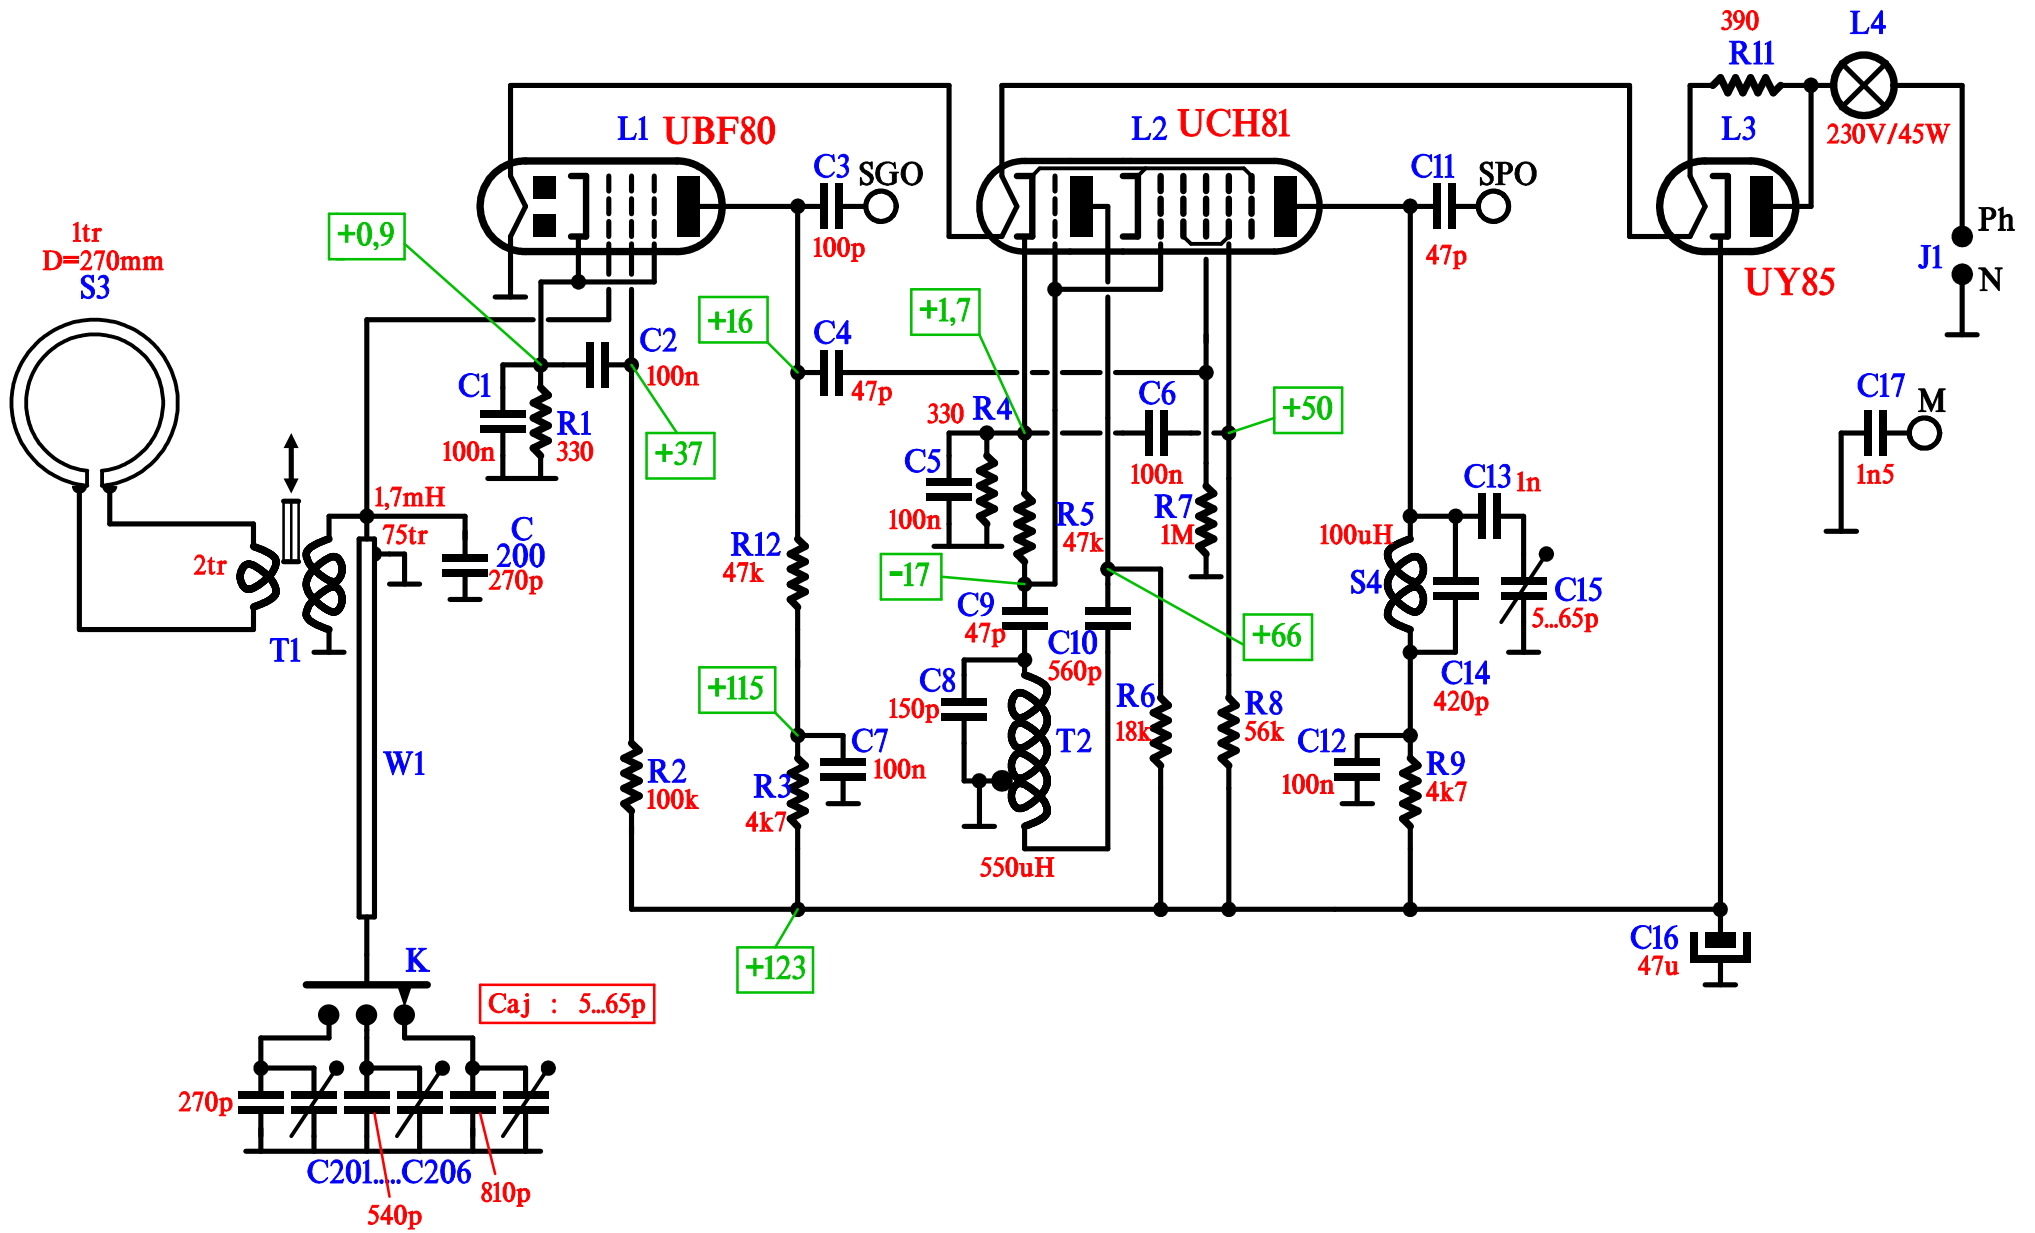 390
R11
L4
L1 UBF80
L2 UCH81
L3
230V/45W
C3
SGO
100p
C11
SPO
47p
Ph
J1
N
UY85
1tr
D=270mm
S3
+0,9
+16
C4
47p
+1,7
C2
100n
C1
100n
R1
330
+37
330 R4
C6
100n
+50
C17
M
1n5
C5
100n
R5
47k
R7
1M
C13 1n
100uH
S4
C15
5...65p
1,7mH
75tr
2tr
C
200
270p
T1
R12
47k
-17
C9
47p
C10
560p
+66
C14
420p
+115
C8
150p
T2
R6
18k
R8
56k
C12
100n
R9
4k7
W1
R2
100k
R3
4k7
C7
100n
550uH
+123
C16
47u
K
Caj : 5...65p
270p
C201.....C206
810p
540p